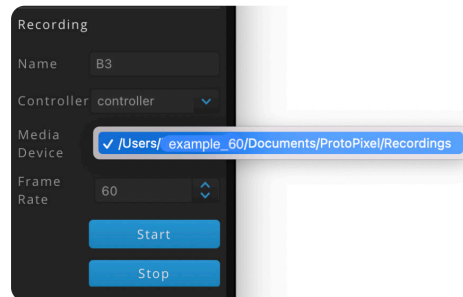 Recording
Name B3
Controller controller
Media Device ✓ /Users/ example_60/Documents/ProtoPixel/Recordings
Frame Rate 60
Start
Stop